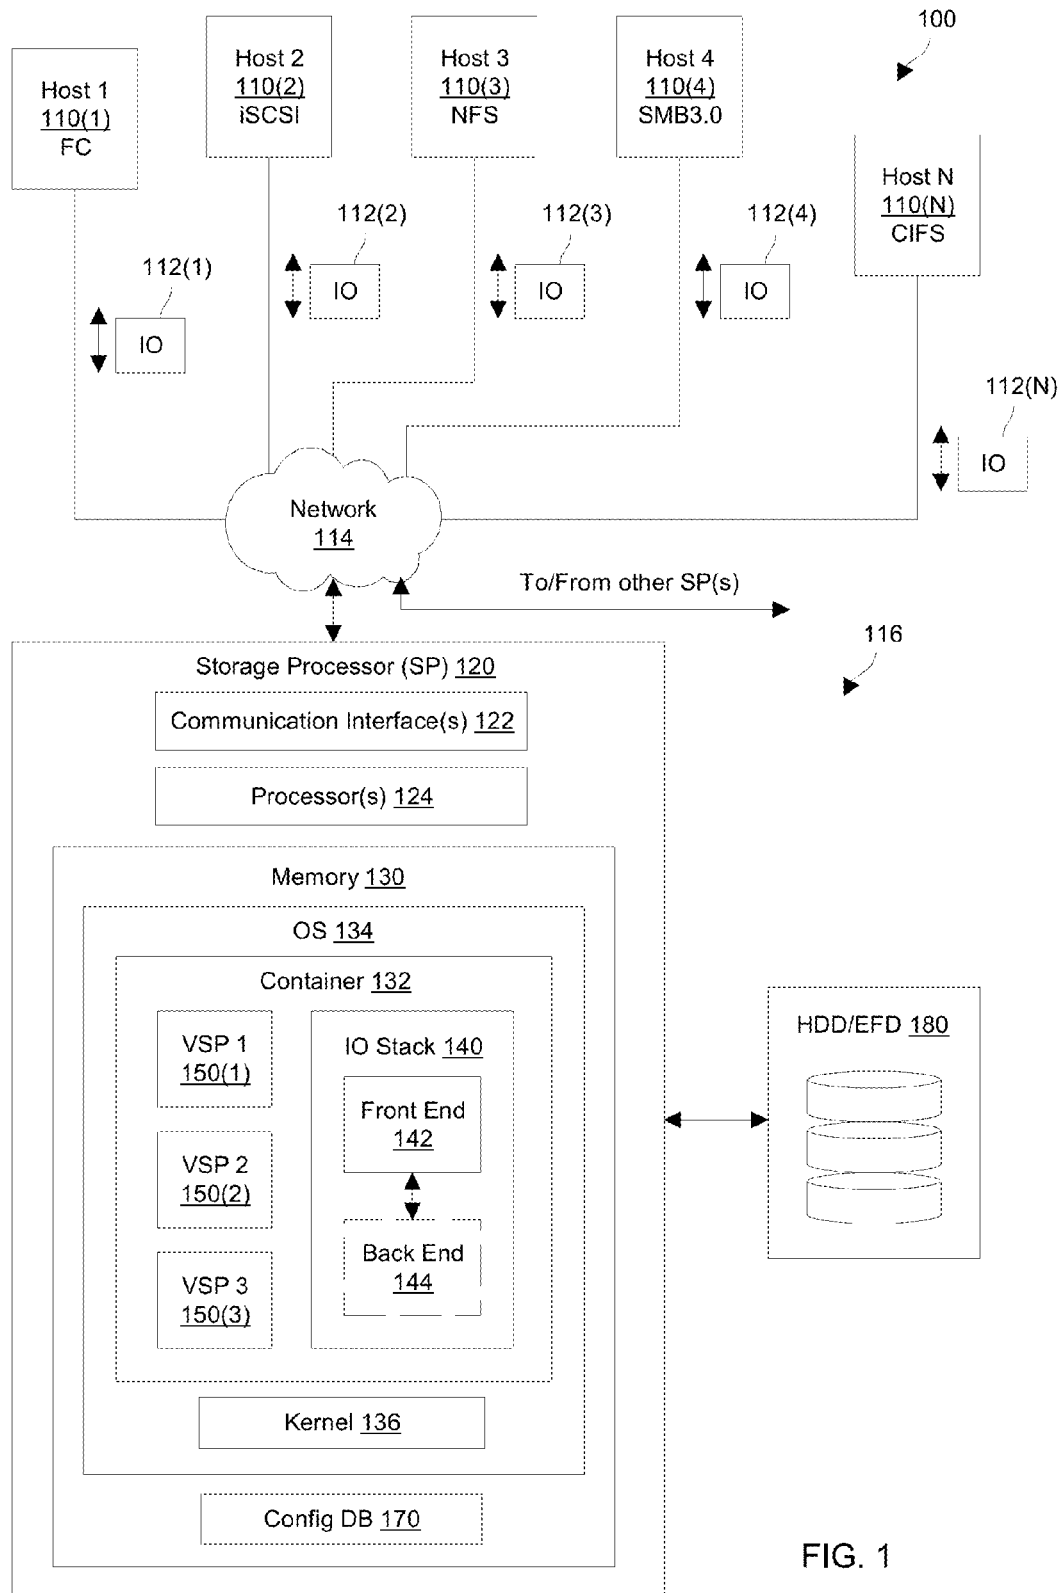 100
Host 1
110(1)
FC
Host 2
110(2)
iSCSI
Host 3
110(3)
NFS
Host 4
110(4)
SMB3.0
Host N
110(N)
CIFS
112(1)
IO
112(2)
IO
112(3)
IO
112(4)
IO
112(N)
IO
Network
114
To/From other SP(s)
116
Storage Processor (SP) 120
Communication Interface(s) 122
Processor(s) 124
Memory 130
OS 134
Container 132
VSP 1
150(1)
VSP 2
150(2)
VSP 3
150(3)
IO Stack 140
Front End
142
Back End
144
Kernel 136
Config DB 170
HDD/EFD 180
FIG. 1